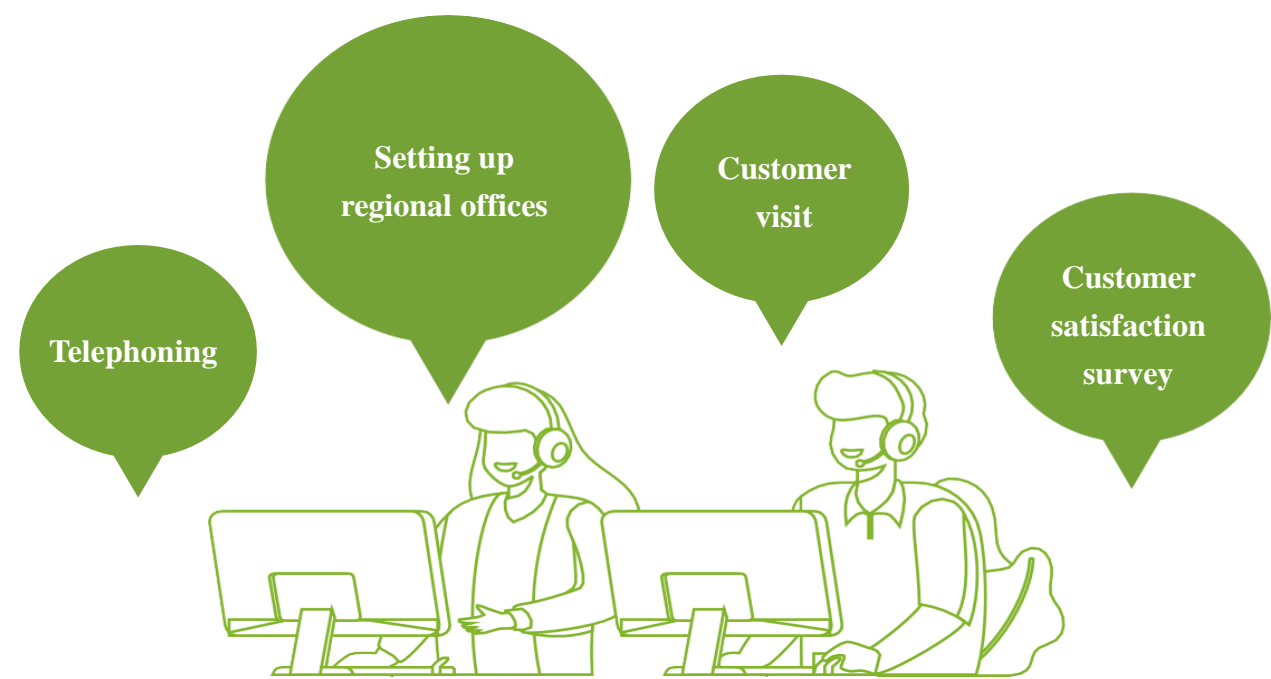 Telephoning
Setting up
regional offices
Customer
visit
Customer
satisfaction
survey